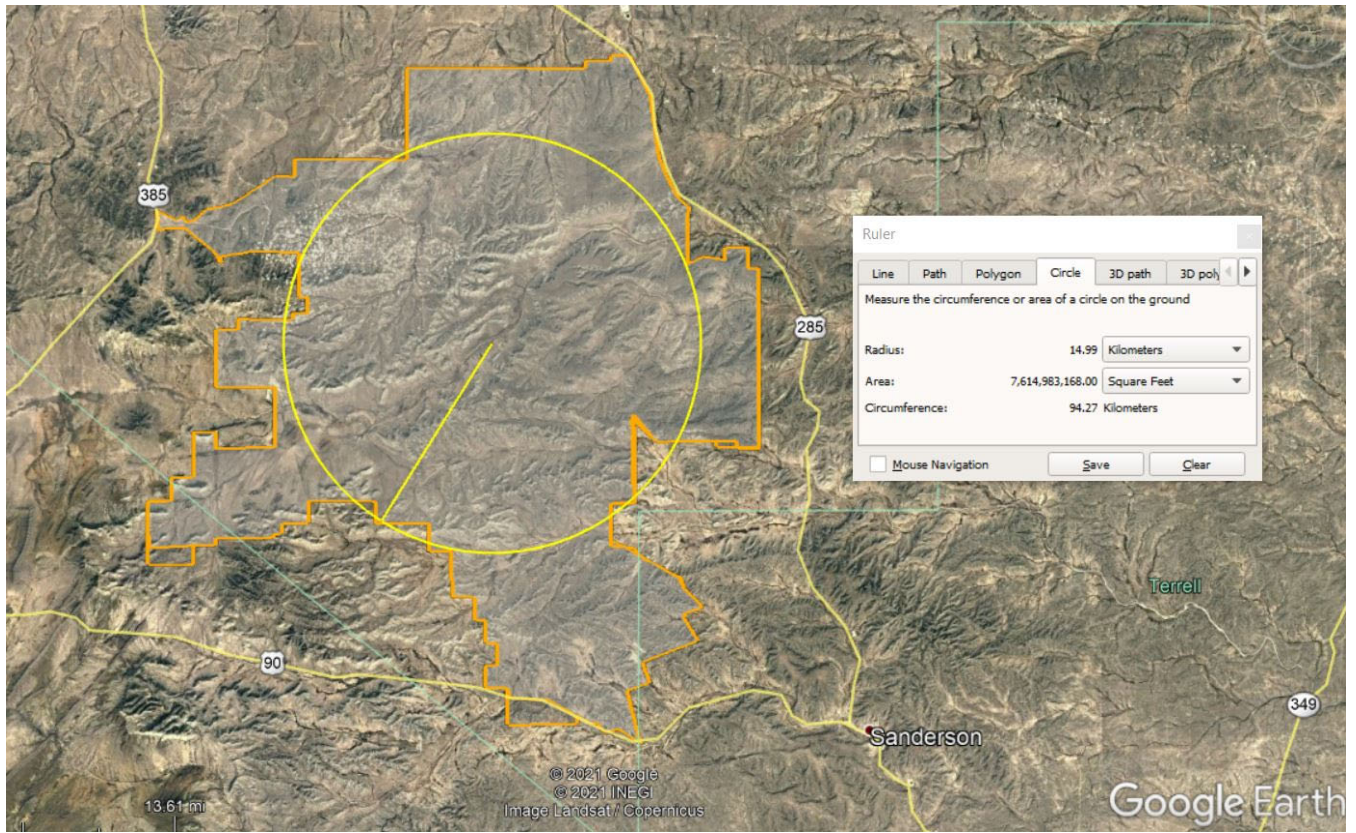 385
Ruler
Line Path Polygon Circle 3D path 3D poly
Measure the circumference or area of a circle on the ground
285
Radius: 14.99 Kilometers
Area: 7,614,983,168.00 Square Feet
Circumference: 94.27 Kilometers
Mouse Navigation Save Clear
Terrell
90
349
Sanderson
© 2021 Google
© 2021 INEGI
Image Landsat / Copernicus
13.61 mi
Google Earth